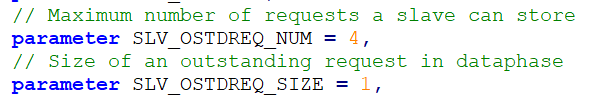 // Maximum number of requests a slave can store
parameter SLV_OSTDREQ_NUM = 4,
// Size of an outstanding request in dataphase
parameter SLV_OSTDREQ_SIZE = 1,